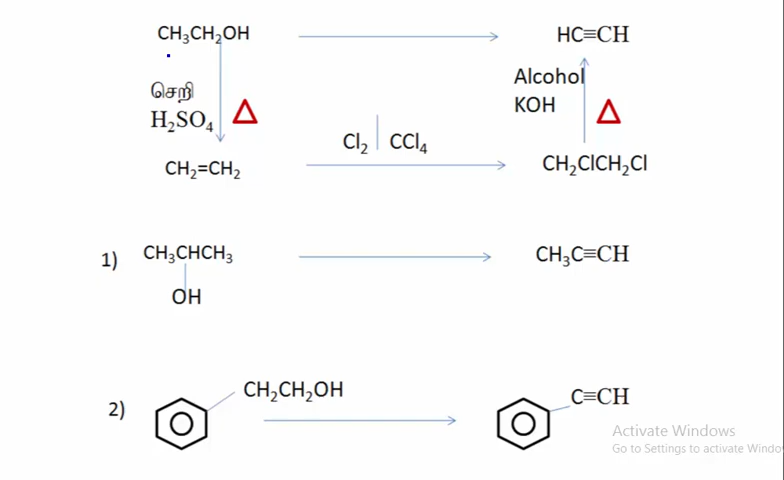 CH₃CH₂OH → HC≡CH
செறி
H₂SO₄ △
Alcohol
KOH △
Cl₂ | CCl₄
CH₂=CH₂ → CH₂ClCH₂Cl
1) CH₃CHCH₃ → CH₃C≡CH
OH
2) CH₂CH₂OH → C≡CH
Activate Windows
Go to Settings to activate Windo